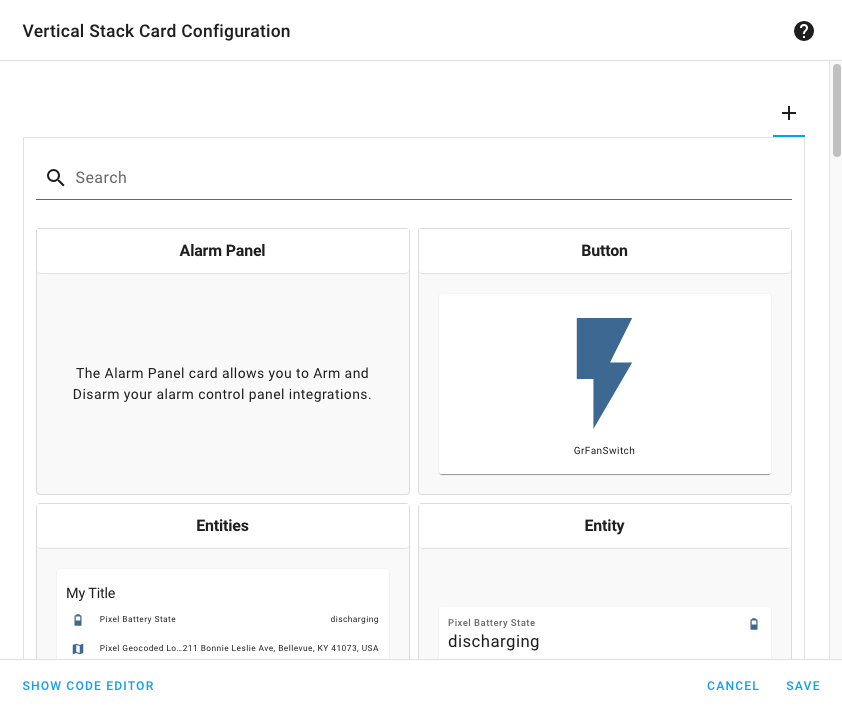 Vertical Stack Card Configuration
Search
Alarm Panel
The Alarm Panel card allows you to Arm and
Disarm your alarm control panel integrations.
Button
GrFanSwitch
Entities
My Title
Pixel Battery State discharging
Pixel Geocoded Lo...211 Bonnie Leslie Ave, Bellevue, KY 41073, USA
Entity
Pixel Battery State
discharging
SHOW CODE EDITOR
CANCEL
SAVE